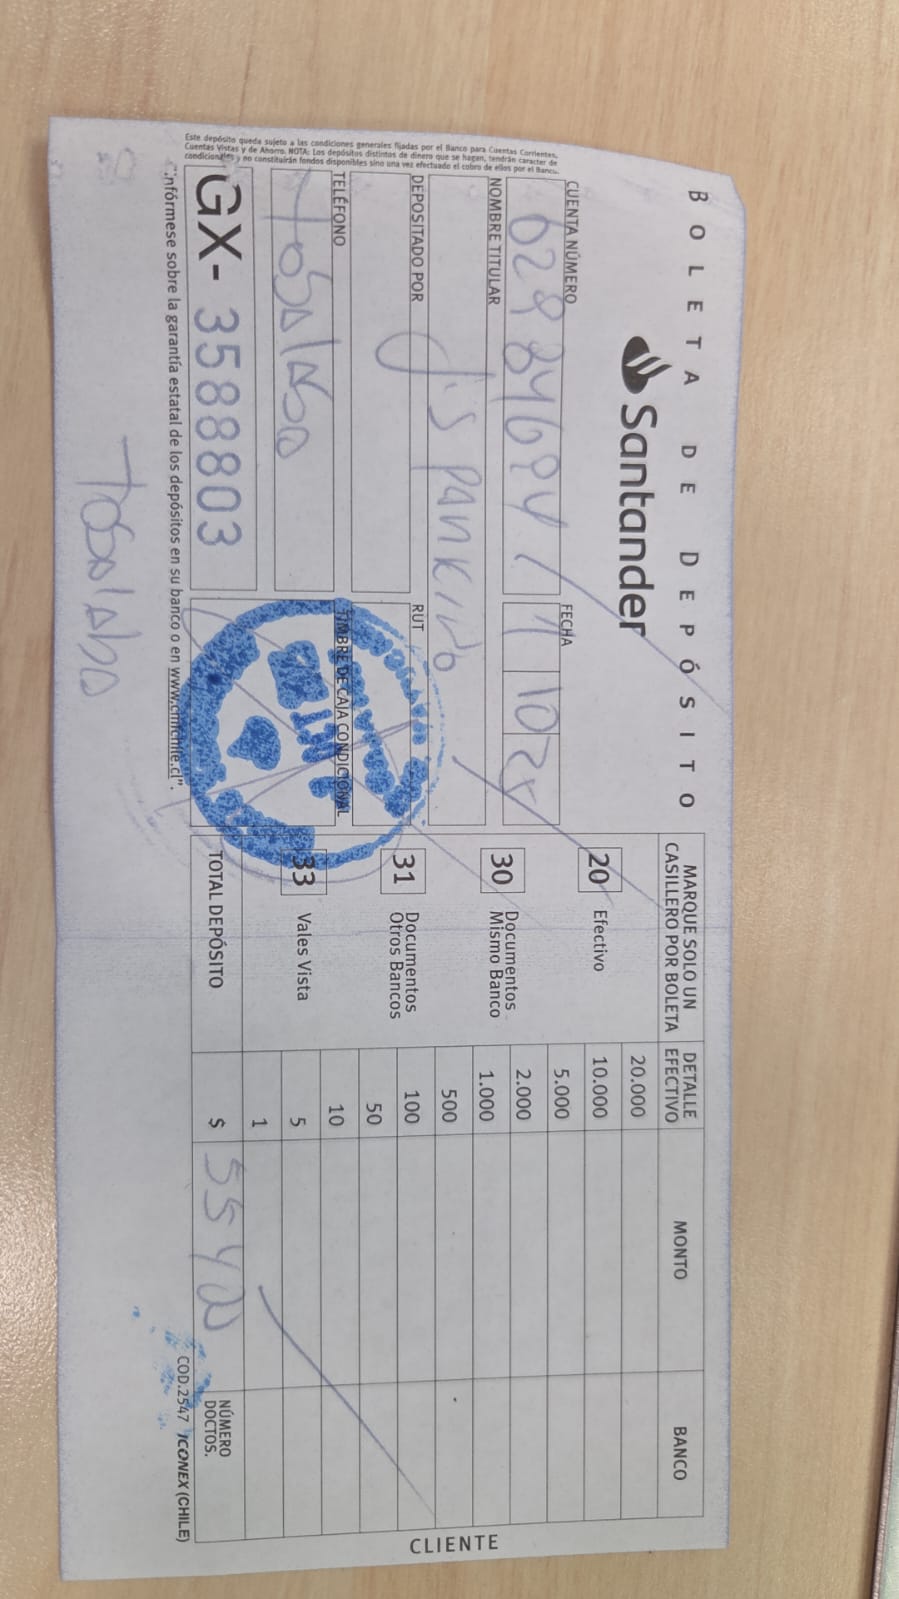 BOLETA DE DEPÓSITO
Santander
CUENTA NÚMERO
FECHA
NOMBRE TITULAR
J's Parking
DEPOSITADO POR
RUT
TELÉFONO
TIMBRE DE CAJA CONDICIONAL
Tobalaba
GX- 3588803
Este depósito queda sujeto a las condiciones generales fijadas por el Banco para Cuentas Corrientes,
Cuentas Vistas y de Ahorro. NOTA: Los depósitos distintos de dinero que se hagan, tendrán caracter de
condicionales y no constituirán fondos disponibles sino una vez efectuado el cobro de ellos por el Banco.
"Infórmese sobre la garantía estatal de los depósitos en su banco o en www.cmfchile.cl".
Tobalaba
MARQUE SOLO UN
CASILLERO POR BOLETA
20 Efectivo
30 Documentos
Mismo Banco
31 Documentos
Otros Bancos
33 Vales Vista
TOTAL DEPÓSITO
DETALLE
EFECTIVO
MONTO
BANCO
20.000
10.000
5.000
2.000
1.000
500
100
50
10
5
1
$
NÚMERO
DOCTOS.
COD.2547 ICONEX (CHILE)
CLIENTE